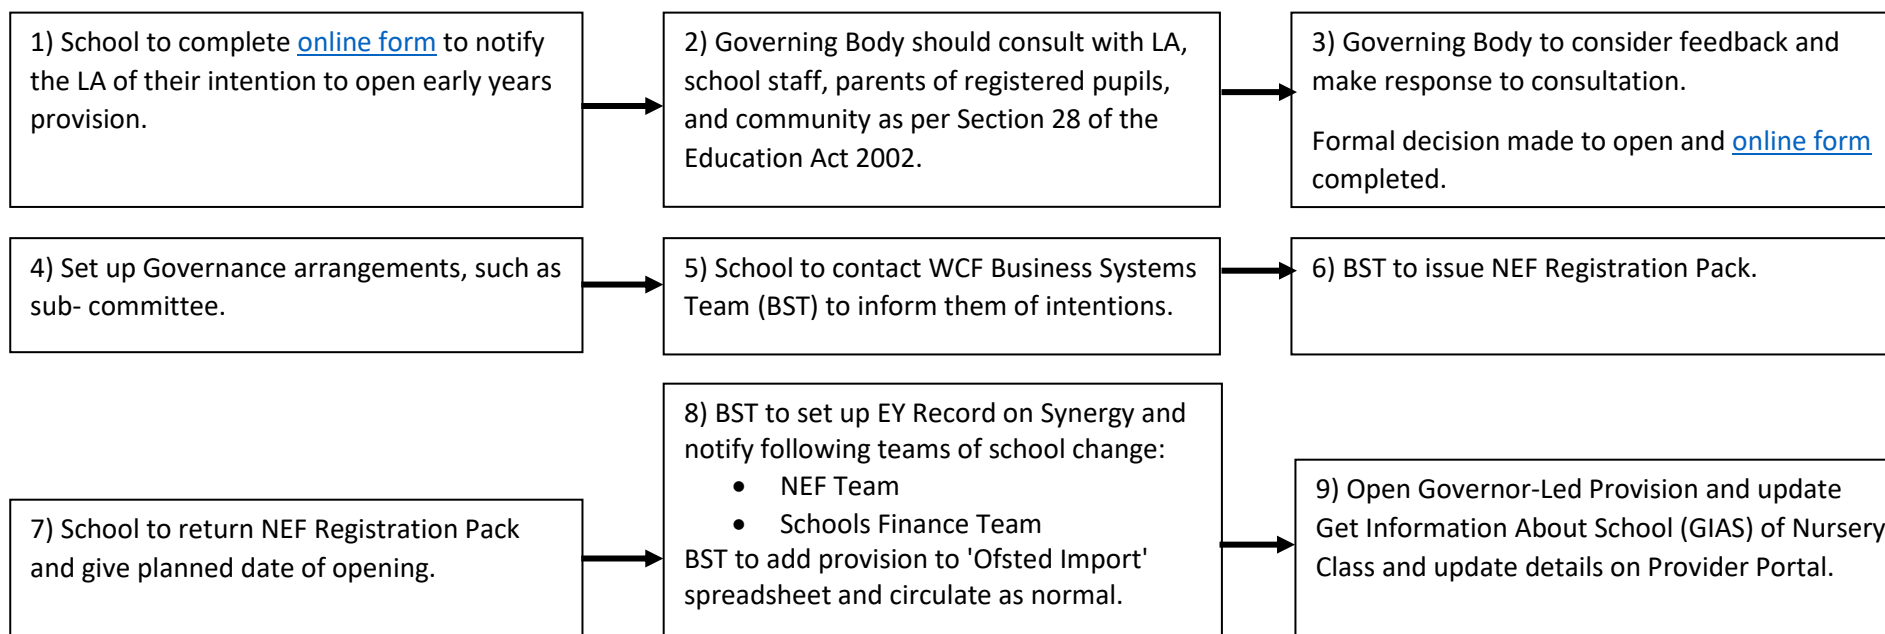 1) School to complete online form to notify
the LA of their intention to open early years
provision.
2) Governing Body should consult with LA,
school staff, parents of registered pupils,
and community as per Section 28 of the
Education Act 2002.
3) Governing Body to consider feedback and
make response to consultation.
Formal decision made to open and online form
completed.
4) Set up Governance arrangements, such as
sub- committee.
5) School to contact WCF Business Systems
Team (BST) to inform them of intentions.
6) BST to issue NEF Registration Pack.
7) School to return NEF Registration Pack
and give planned date of opening.
8) BST to set up EY Record on Synergy and
notify following teams of school change:
• NEF Team
• Schools Finance Team
BST to add provision to 'Ofsted Import'
spreadsheet and circulate as normal.
9) Open Governor-Led Provision and update
Get Information About School (GIAS) of Nursery
Class and update details on Provider Portal.